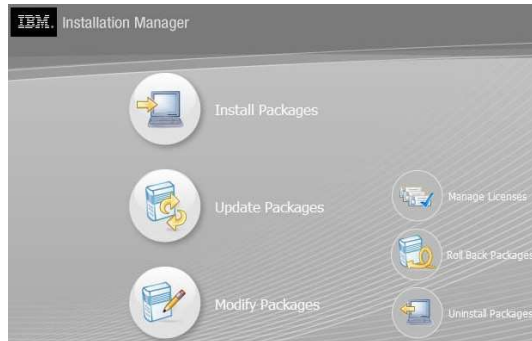 IBM. Installation Manager
Install Packages
Update Packages
Modify Packages
Manage Licenses
Roll Back Packages
Uninstall Packages